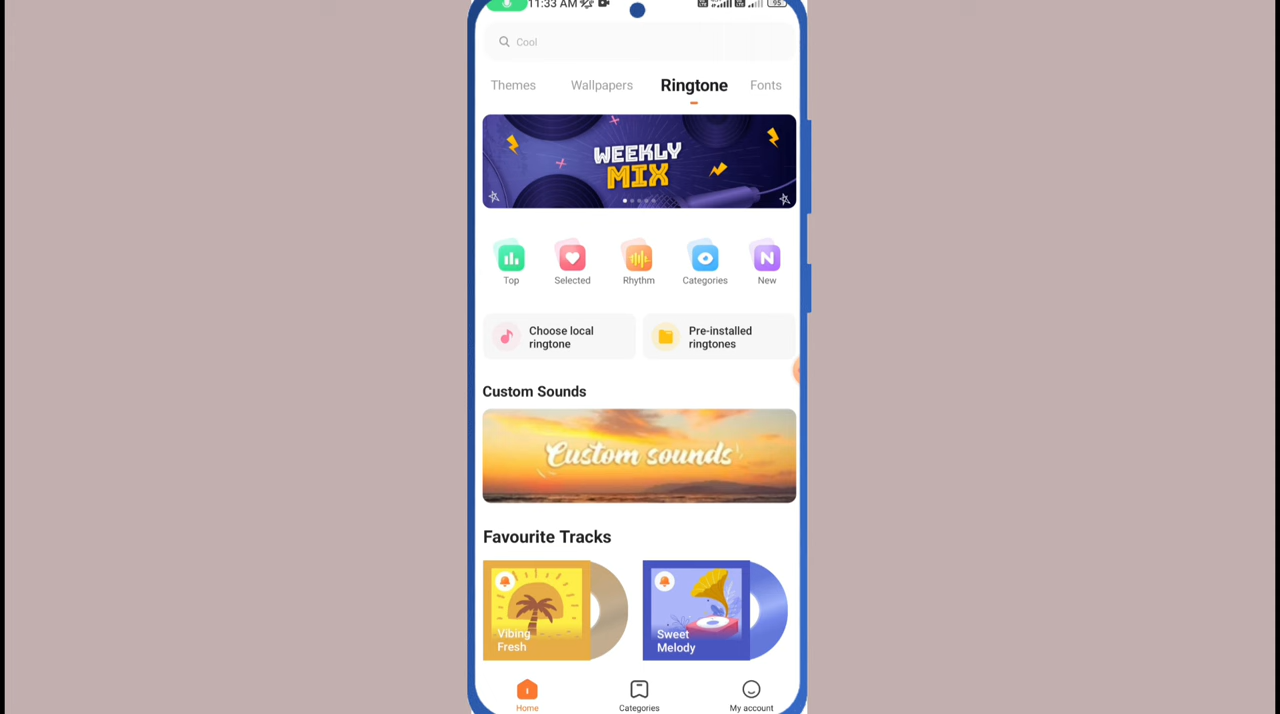 11:33 AM
95
Cool
Themes Wallpapers Ringtone Fonts
WEEKLY
MIX
Top Selected Rhythm Categories New
N
Choose local
ringtone
Pre-installed
ringtones
Custom Sounds
Custom sounds
Favourite Tracks
Vibing
Fresh
Sweet
Melody
Home Categories My account